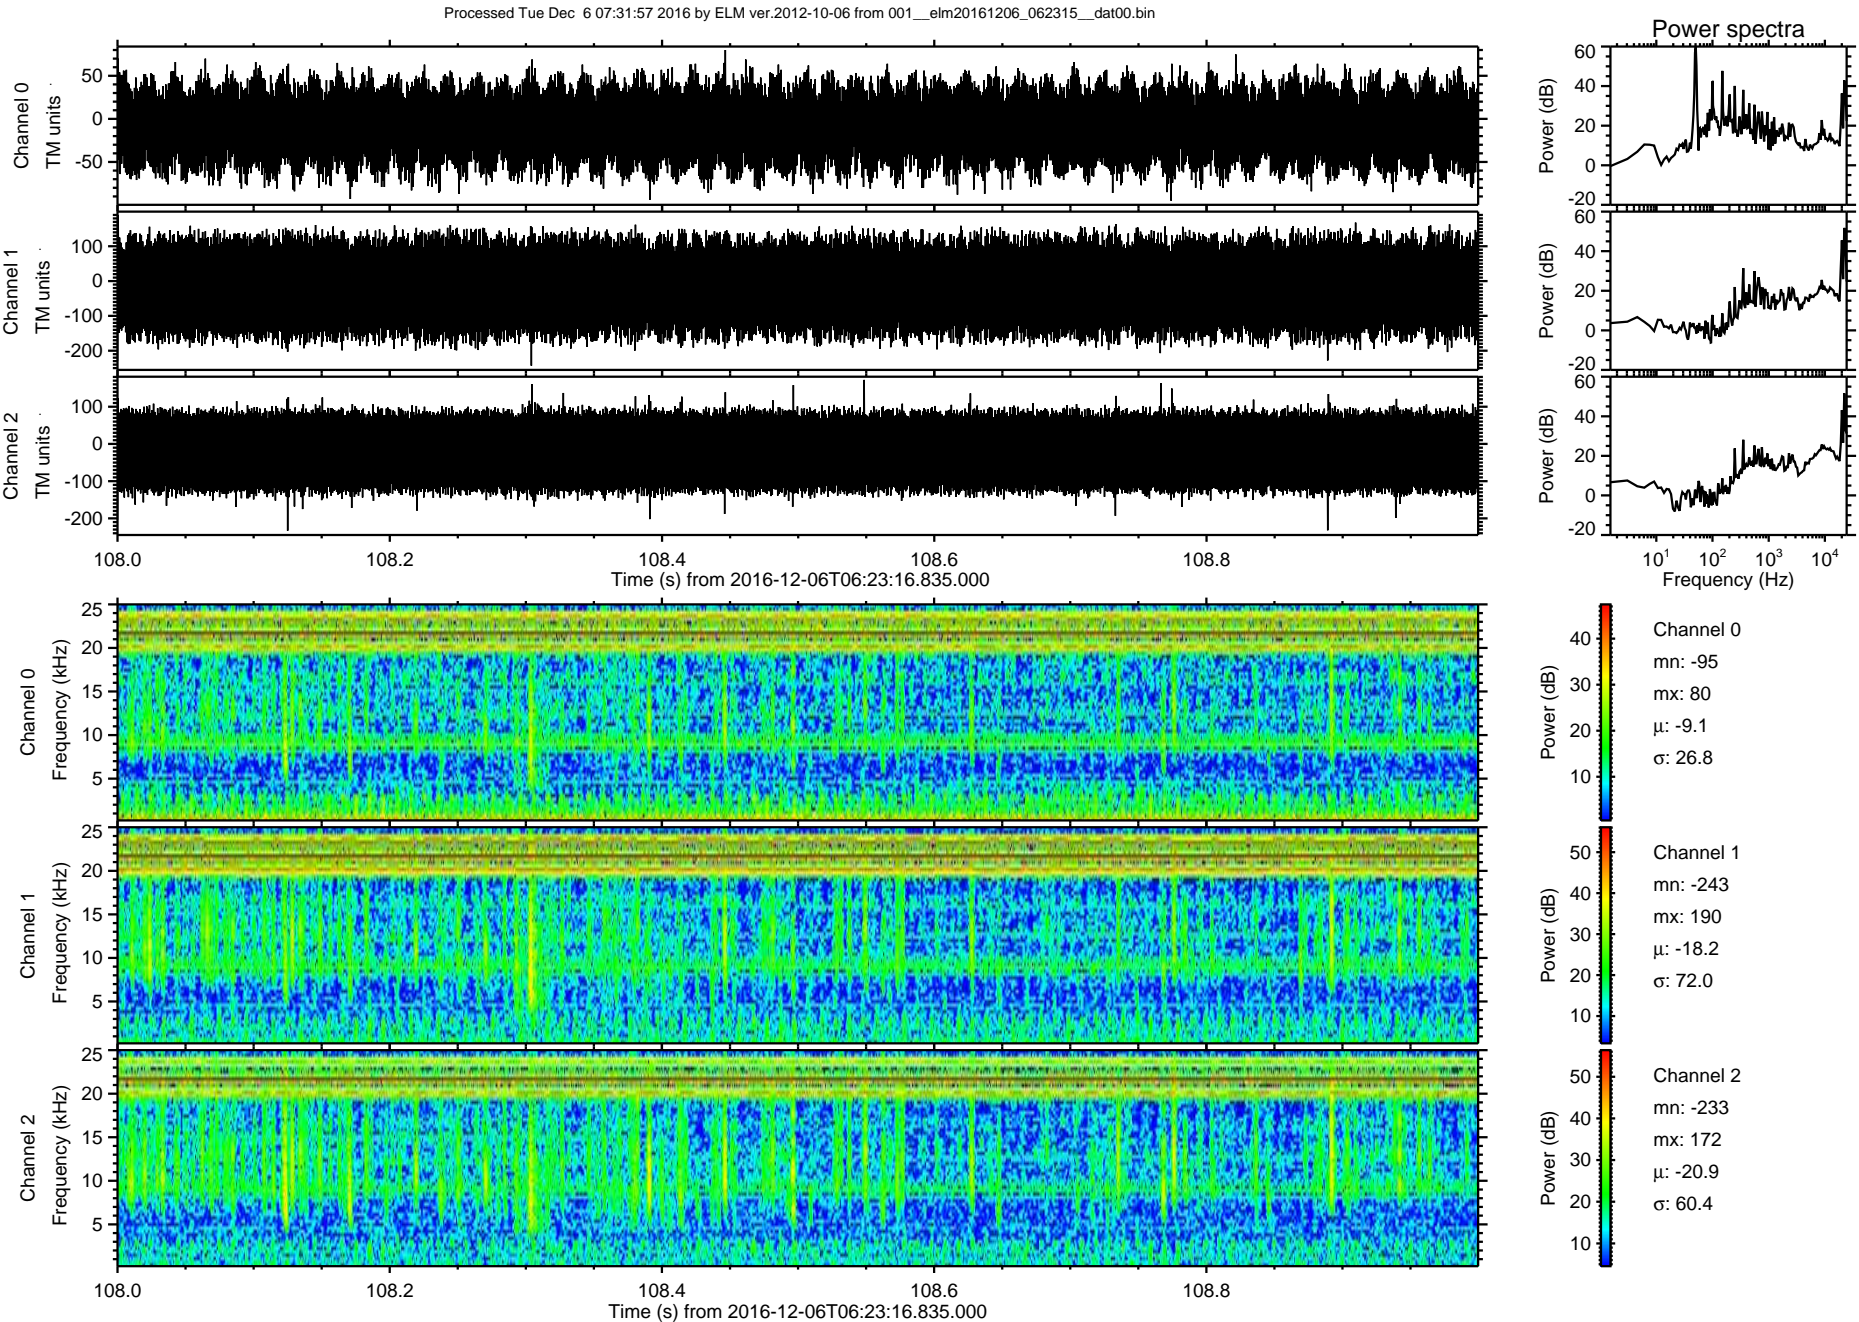 Processed Tue Dec  6 07:31:57 2016 by ELM ver.2012-10-06 from 001__elm20161206_062315__dat00.bin
Power spectra
Channel 0
TM units
50
0
-50
Power (dB)
60
40
20
0
-20
Channel 1
TM units
100
0
-100
-200
Power (dB)
60
40
20
0
-20
Channel 2
TM units
100
0
-100
-200
Power (dB)
60
40
20
0
-20
108.0 108.2 108.4 108.6 108.8
Time (s) from 2016-12-06T06:23:16.835.000
10^1 10^2 10^3 10^4
Frequency (Hz)
Channel 0
Frequency (kHz)
25
20
15
10
5
Power (dB)
40
30
20
10
Channel 0
mn: -95
mx: 80
μ: -9.1
σ: 26.8
Channel 1
Frequency (kHz)
25
20
15
10
5
Power (dB)
50
40
30
20
10
Channel 1
mn: -243
mx: 190
μ: -18.2
σ: 72.0
Channel 2
Frequency (kHz)
25
20
15
10
5
Power (dB)
50
40
30
20
10
Channel 2
mn: -233
mx: 172
μ: -20.9
σ: 60.4
108.0 108.2 108.4 108.6 108.8
Time (s) from 2016-12-06T06:23:16.835.000